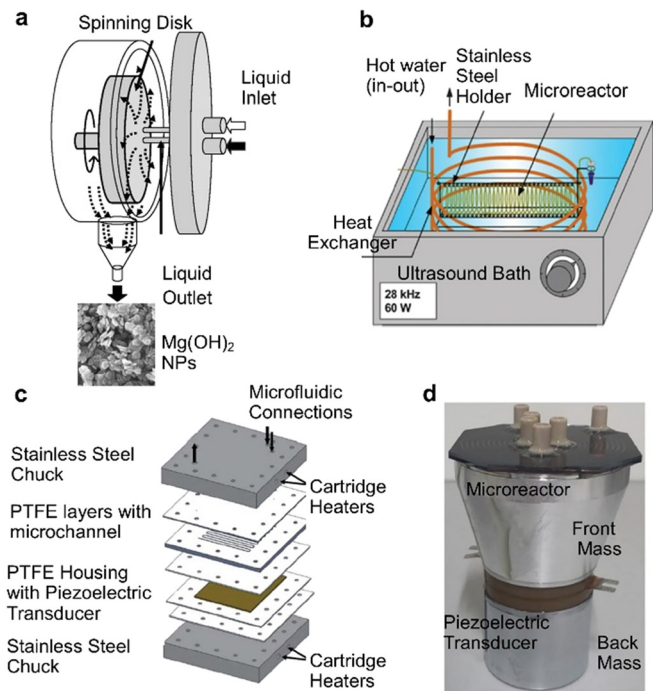 a
Spinning Disk
Liquid
Inlet
Liquid
Outlet
Mg(OH)2
NPs
b
Hot water
(in-out)
Stainless
Steel
Holder
Microreactor
Heat
Exchanger
Ultrasound Bath
28 kHz
60 W
c
Microfluidic
Connections
Stainless Steel
Chuck
Cartridge
Heaters
PTFE layers with
microchannel
PTFE Housing
with Piezoelectric
Transducer
Stainless Steel
Chuck
Cartridge
Heaters
d
Microreactor
Front
Mass
Piezoelectric
Transducer
Back
Mass